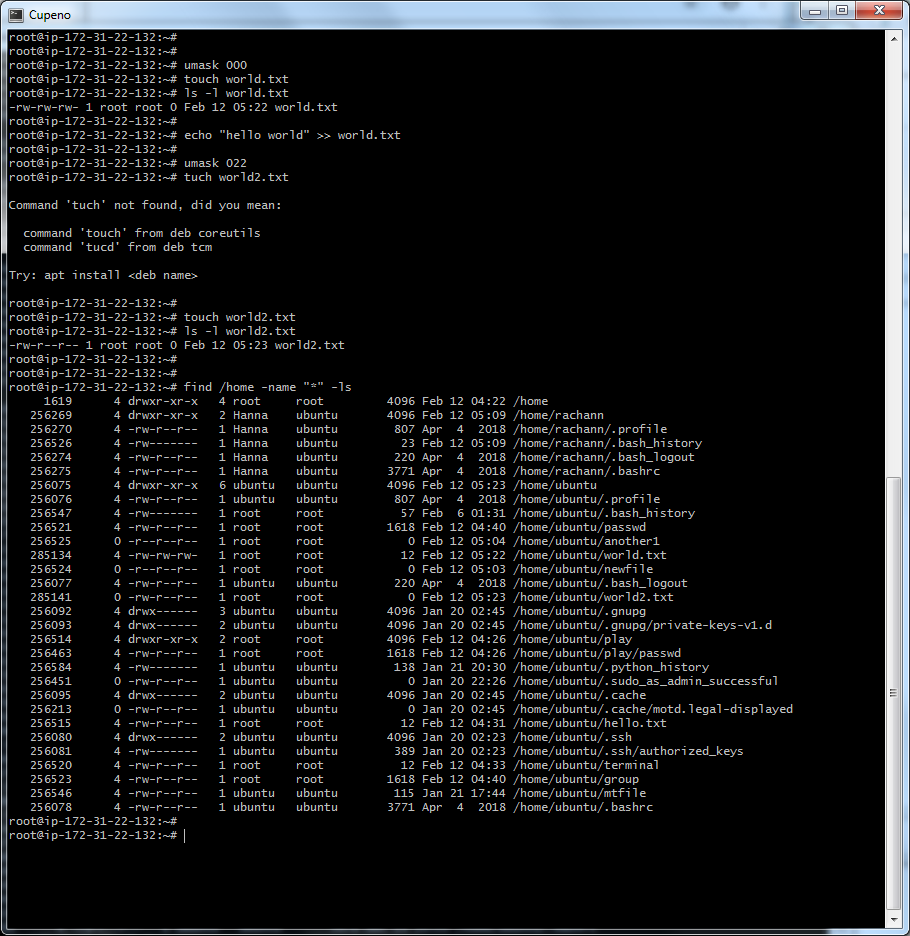 Cupeno
root@ip-172-31-22-132:~#
root@ip-172-31-22-132:~#
root@ip-172-31-22-132:~# umask 000
root@ip-172-31-22-132:~# touch world.txt
root@ip-172-31-22-132:~# ls -l world.txt
-rw-rw-rw- 1 root root 0 Feb 12 05:22 world.txt
root@ip-172-31-22-132:~#
root@ip-172-31-22-132:~# echo "hello world" >> world.txt
root@ip-172-31-22-132:~#
root@ip-172-31-22-132:~# umask 022
root@ip-172-31-22-132:~# tuch world2.txt
Command 'tuch' not found, did you mean:
  command 'touch' from deb coreutils
  command 'tucd' from deb tcm
Try: apt install <deb name>
root@ip-172-31-22-132:~#
root@ip-172-31-22-132:~# touch world2.txt
root@ip-172-31-22-132:~# ls -l world2.txt
-rw-r--r-- 1 root root 0 Feb 12 05:23 world2.txt
root@ip-172-31-22-132:~#
root@ip-172-31-22-132:~#
root@ip-172-31-22-132:~# find /home -name "*" -ls
1619 4 drwxr-xr-x 4 root root 4096 Feb 12 04:22 /home
256269 4 drwxr-xr-x 2 Hanna ubuntu 4096 Feb 12 05:09 /home/rachann
256270 4 -rw-r--r-- 1 Hanna ubuntu 807 Apr 4 2018 /home/rachann/.profile
256526 4 -rw------- 1 Hanna ubuntu 23 Feb 12 05:09 /home/rachann/.bash_history
256274 4 -rw-r--r-- 1 Hanna ubuntu 220 Apr 4 2018 /home/rachann/.bash_logout
256275 4 -rw-r--r-- 1 Hanna ubuntu 3771 Apr 4 2018 /home/rachann/.bashrc
256075 4 drwxr-xr-x 6 ubuntu ubuntu 4096 Feb 12 05:23 /home/ubuntu
256076 4 -rw-r--r-- 1 ubuntu ubuntu 807 Apr 4 2018 /home/ubuntu/.profile
256547 4 -rw------- 1 root root 57 Feb 6 01:31 /home/ubuntu/.bash_history
256521 4 -rw-r--r-- 1 root root 1618 Feb 12 04:40 /home/ubuntu/passwd
256525 0 -r--r--r-- 1 root root 0 Feb 12 05:04 /home/ubuntu/another1
285134 4 -rw-rw-rw- 1 root root 12 Feb 12 05:22 /home/ubuntu/world.txt
256524 0 -r--r--r-- 1 root root 0 Feb 12 05:03 /home/ubuntu/newfile
256077 4 -rw-r--r-- 1 ubuntu ubuntu 220 Apr 4 2018 /home/ubuntu/.bash_logout
285141 0 -rw-r--r-- 1 root root 0 Feb 12 05:23 /home/ubuntu/world2.txt
256092 4 drwx------ 3 ubuntu ubuntu 4096 Jan 20 02:45 /home/ubuntu/.gnupg
256093 4 drwx------ 2 ubuntu ubuntu 4096 Jan 20 02:45 /home/ubuntu/.gnupg/private-keys-v1.d
256514 4 drwxr-xr-x 2 root root 4096 Feb 12 04:26 /home/ubuntu/play
256463 4 -rw-r--r-- 1 root root 1618 Feb 12 04:26 /home/ubuntu/play/passwd
256584 4 -rw------- 1 ubuntu ubuntu 138 Jan 21 20:30 /home/ubuntu/.python_history
256451 0 -rw-r--r-- 1 ubuntu ubuntu 0 Jan 20 22:26 /home/ubuntu/.sudo_as_admin_successful
256095 4 drwx------ 2 ubuntu ubuntu 4096 Jan 20 02:45 /home/ubuntu/.cache
256213 0 -rw-r--r-- 1 ubuntu ubuntu 0 Jan 20 02:45 /home/ubuntu/.cache/motd.legal-displayed
256515 4 -rw-r--r-- 1 root root 12 Feb 12 04:31 /home/ubuntu/hello.txt
256080 4 drwx------ 2 ubuntu ubuntu 4096 Jan 20 02:23 /home/ubuntu/.ssh
256081 4 -rw------- 1 ubuntu ubuntu 389 Jan 20 02:23 /home/ubuntu/.ssh/authorized_keys
256520 4 -rw-r--r-- 1 root root 12 Feb 12 04:33 /home/ubuntu/terminal
256523 4 -rw-r--r-- 1 root root 1618 Feb 12 04:40 /home/ubuntu/group
256546 4 -rw-r--r-- 1 ubuntu ubuntu 115 Jan 21 17:44 /home/ubuntu/mtfile
256078 4 -rw-r--r-- 1 ubuntu ubuntu 3771 Apr 4 2018 /home/ubuntu/.bashrc
root@ip-172-31-22-132:~#
root@ip-172-31-22-132:~#